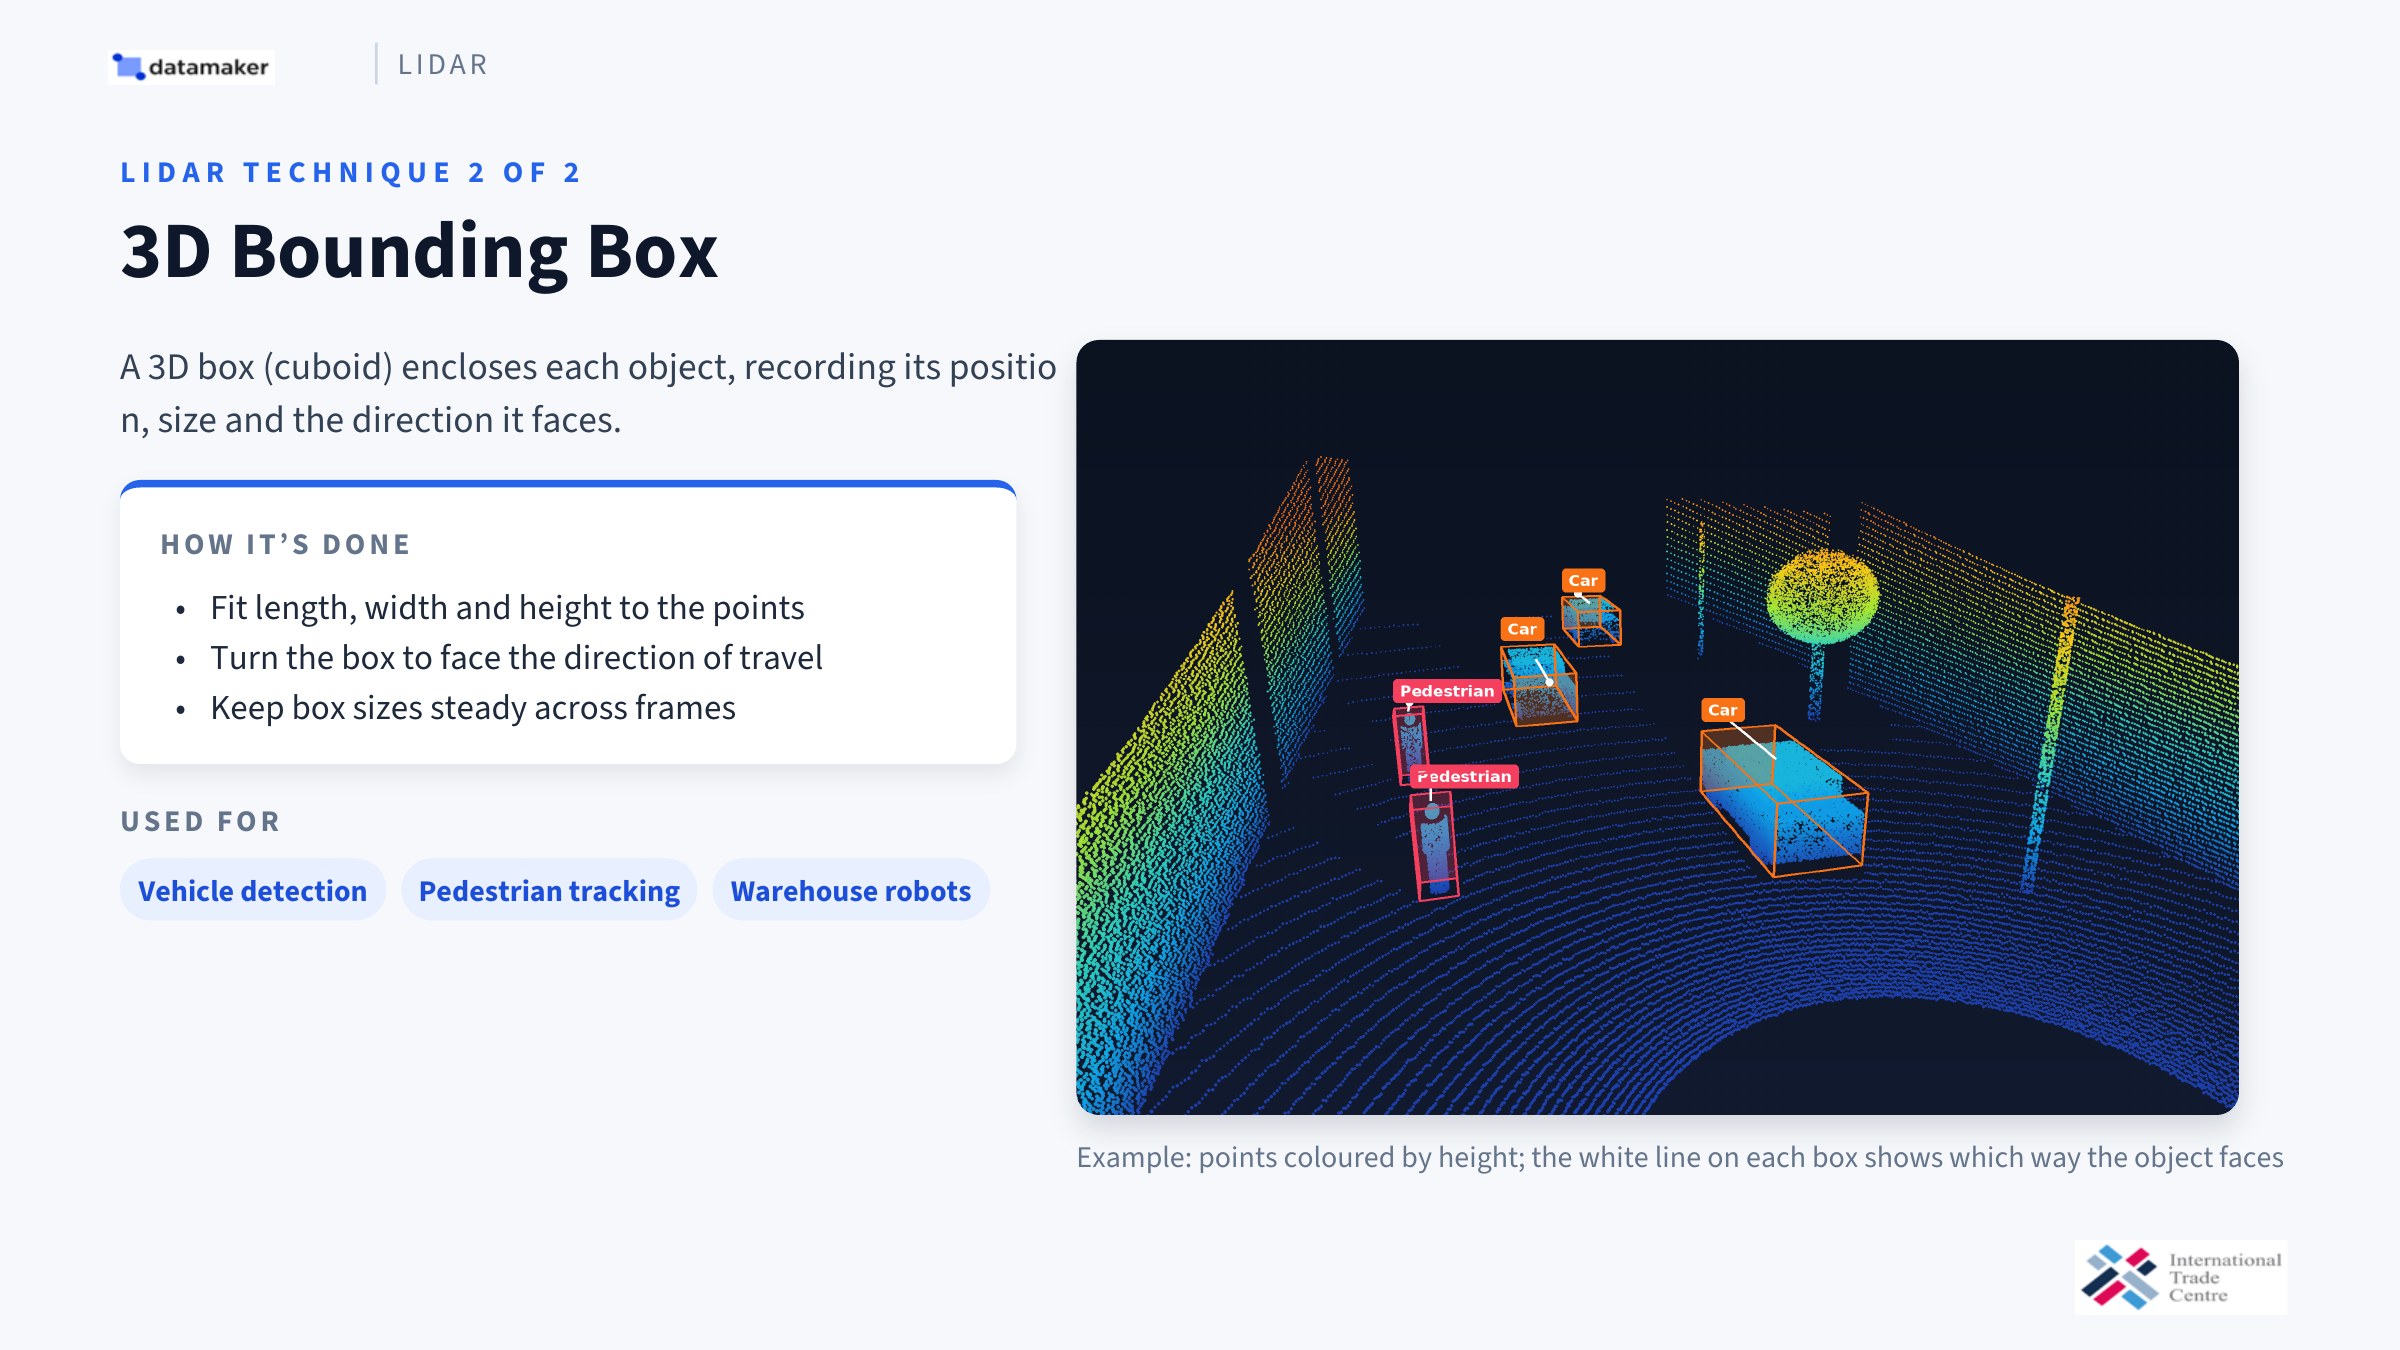 datamaker
LIDAR
LIDAR TECHNIQUE 2 OF 2
3D Bounding Box
A 3D box (cuboid) encloses each object, recording its positio
n, size and the direction it faces.
HOW IT’S DONE
• Fit length, width and height to the points
• Turn the box to face the direction of travel
• Keep box sizes steady across frames
USED FOR
Vehicle detection
Pedestrian tracking
Warehouse robots
Car
Car
Pedestrian
Car
Pedestrian
Example: points coloured by height; the white line on each box shows which way the object faces
International
Trade
Centre